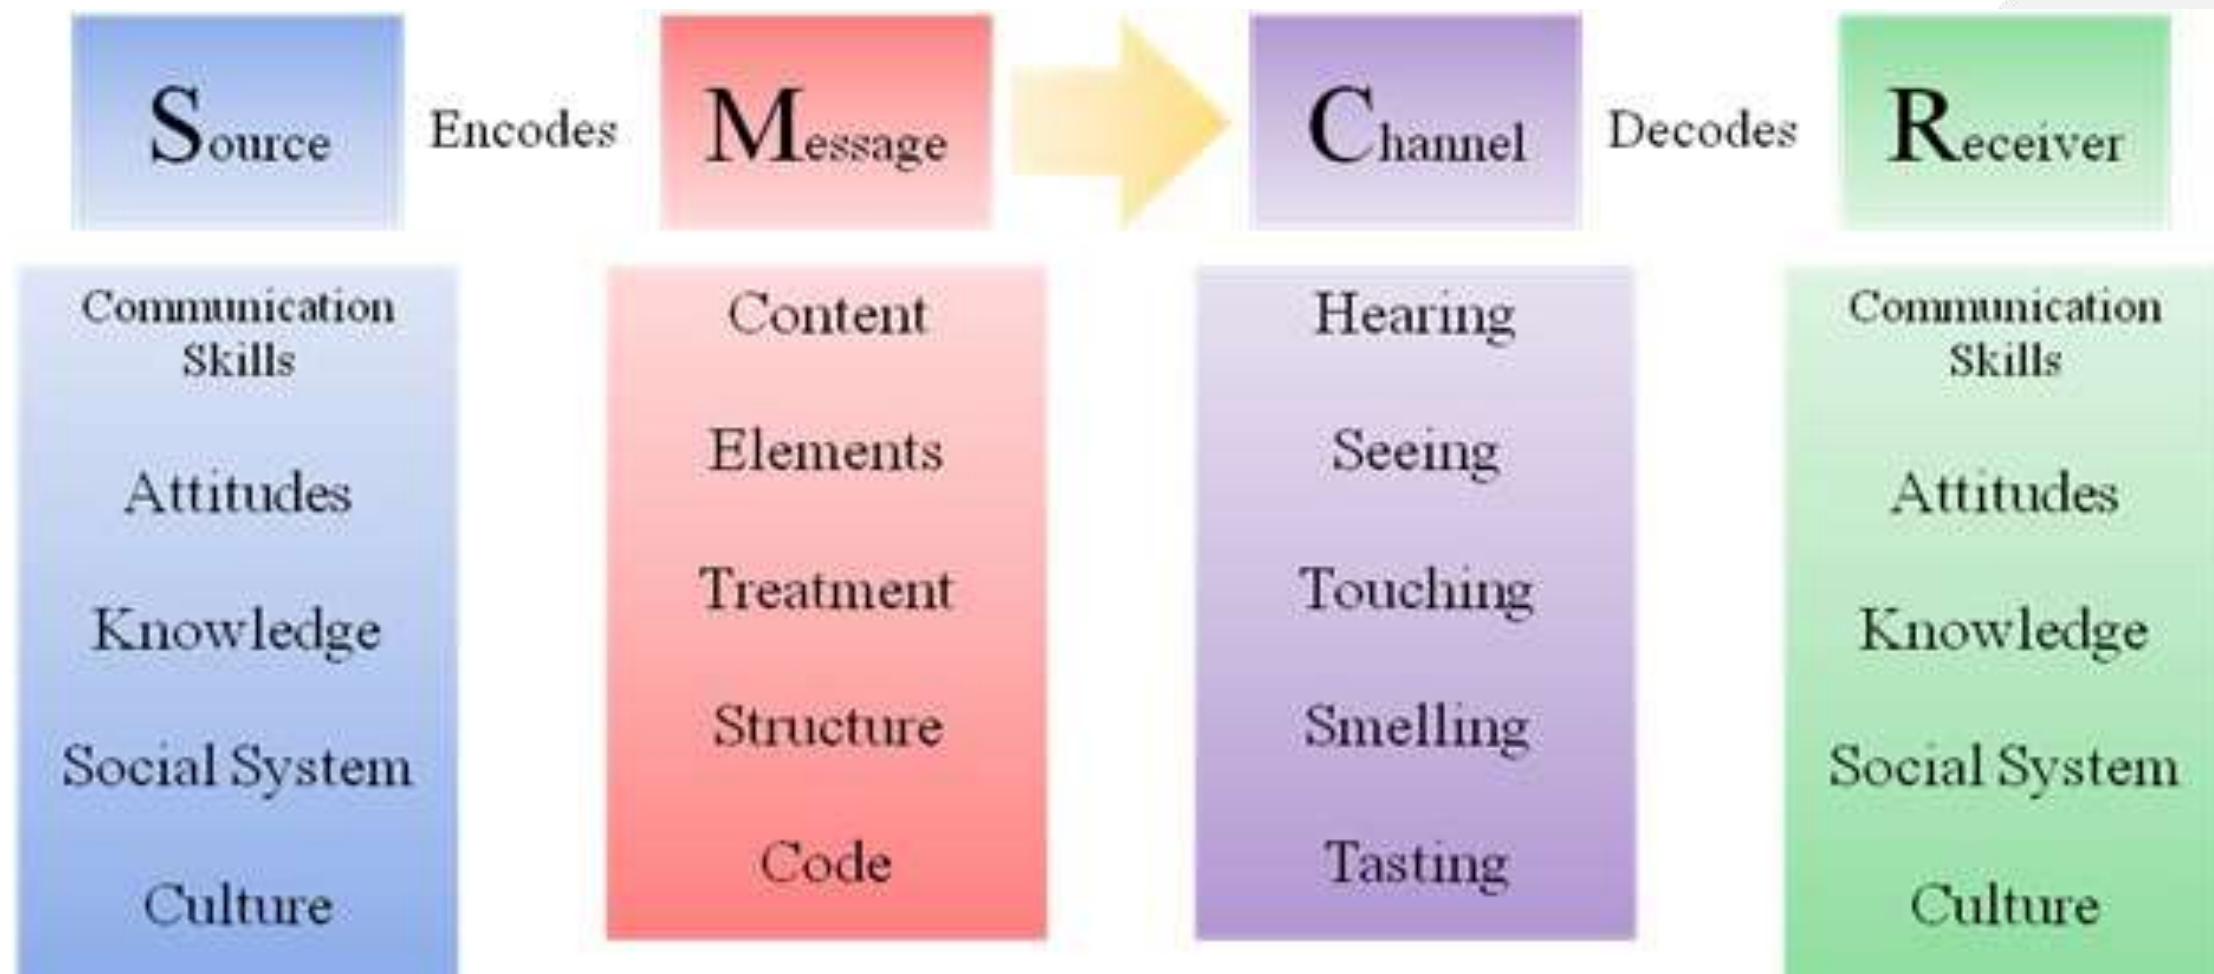 Source Encodes Message Channel Decodes Receiver
Communication
Skills
Attitudes
Knowledge
Social System
Culture
Content
Elements
Treatment
Structure
Code
Hearing
Seeing
Touching
Smelling
Tasting
Communication
Skills
Attitudes
Knowledge
Social System
Culture